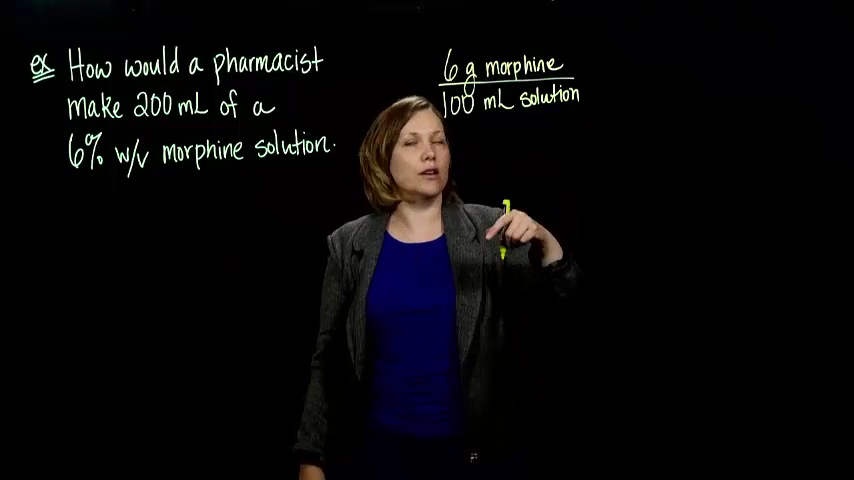 ex How would a pharmacist
make 200 mL of a
6% w/v morphine solution.
6 g morphine
100 mL solution